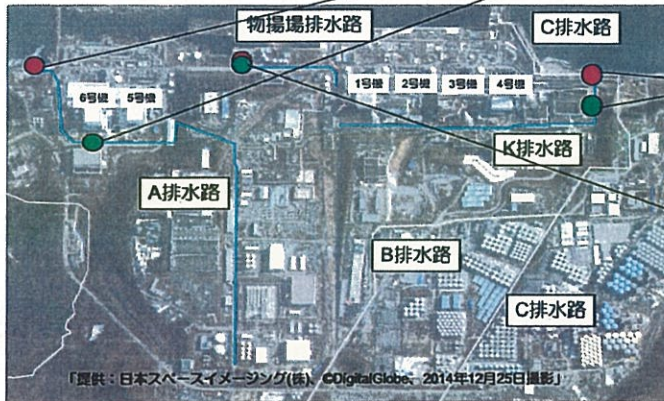 物揚場排水路
C排水路
6号機
5号機
1号機
2号機
3号機
4号機
K排水路
A排水路
B排水路
C排水路
「提供:日本スペースイメージング(株)、©DigitalGlobe、2014年12月25日撮影」